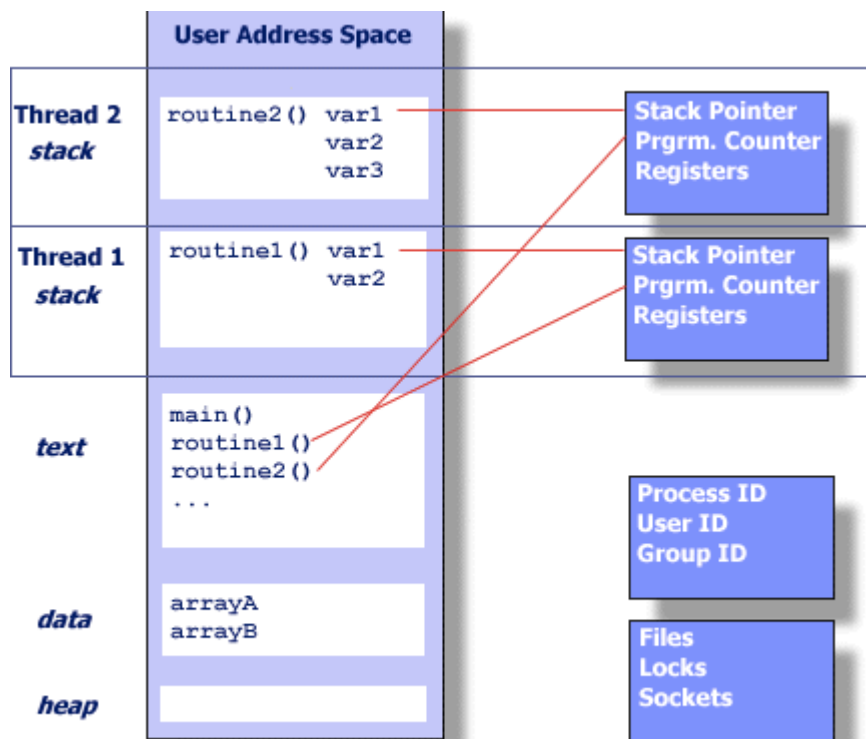 User Address Space
Thread 2
stack
routine2() var1
var2
var3
Stack Pointer
Prgrm. Counter
Registers
Thread 1
stack
routine1() var1
var2
Stack Pointer
Prgrm. Counter
Registers
text
main()
routine1()
routine2()
...
Process ID
User ID
Group ID
data
arrayA
arrayB
Files
Locks
Sockets
heap